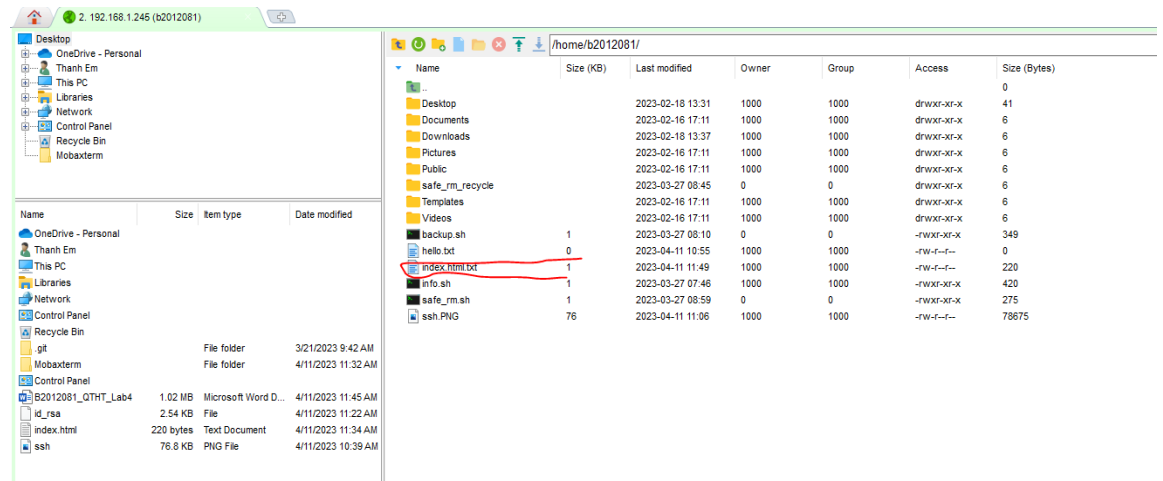 2. 192.168.1.245 (b2012081)
Desktop
OneDrive - Personal
Thanh Em
This PC
Libraries
Network
Control Panel
Recycle Bin
Mobaxterm
Name Size Item type Date modified
OneDrive - Personal
Thanh Em
This PC
Libraries
Network
Control Panel
Recycle Bin
.git File folder 3/21/2023 9:42 AM
Mobaxterm File folder 4/11/2023 11:32 AM
Control Panel
B2012081_QTHT_Lab4 1.02 MB Microsoft Word D... 4/11/2023 11:45 AM
id_rsa 2.54 KB File 4/11/2023 11:22 AM
index.html 220 bytes Text Document 4/11/2023 11:34 AM
ssh 76.8 KB PNG File 4/11/2023 10:39 AM
/home/b2012081/
Name Size (KB) Last modified Owner Group Access Size (Bytes)
.. 0
Desktop 2023-02-18 13:31 1000 1000 drwxr-xr-x 41
Documents 2023-02-16 17:11 1000 1000 drwxr-xr-x 6
Downloads 2023-02-18 13:37 1000 1000 drwxr-xr-x 6
Pictures 2023-02-16 17:11 1000 1000 drwxr-xr-x 6
Public 2023-02-16 17:11 1000 1000 drwxr-xr-x 6
safe_rm_recycle 2023-03-27 08:45 0 0 drwxr-xr-x 6
Templates 2023-02-16 17:11 1000 1000 drwxr-xr-x 6
Videos 2023-02-16 17:11 1000 1000 drwxr-xr-x 6
backup.sh 1 2023-03-27 08:10 0 0 -rwxr-xr-x 349
hello.txt 0 2023-04-11 10:55 1000 1000 -rw-r--r-- 0
index.html.txt 1 2023-04-11 11:49 1000 1000 -rw-r--r-- 220
info.sh 1 2023-03-27 07:46 1000 1000 -rwxr-xr-x 420
safe_rm.sh 1 2023-03-27 08:59 0 0 -rwxr-xr-x 275
ssh.PNG 76 2023-04-11 11:06 1000 1000 -rw-r--r-- 78675